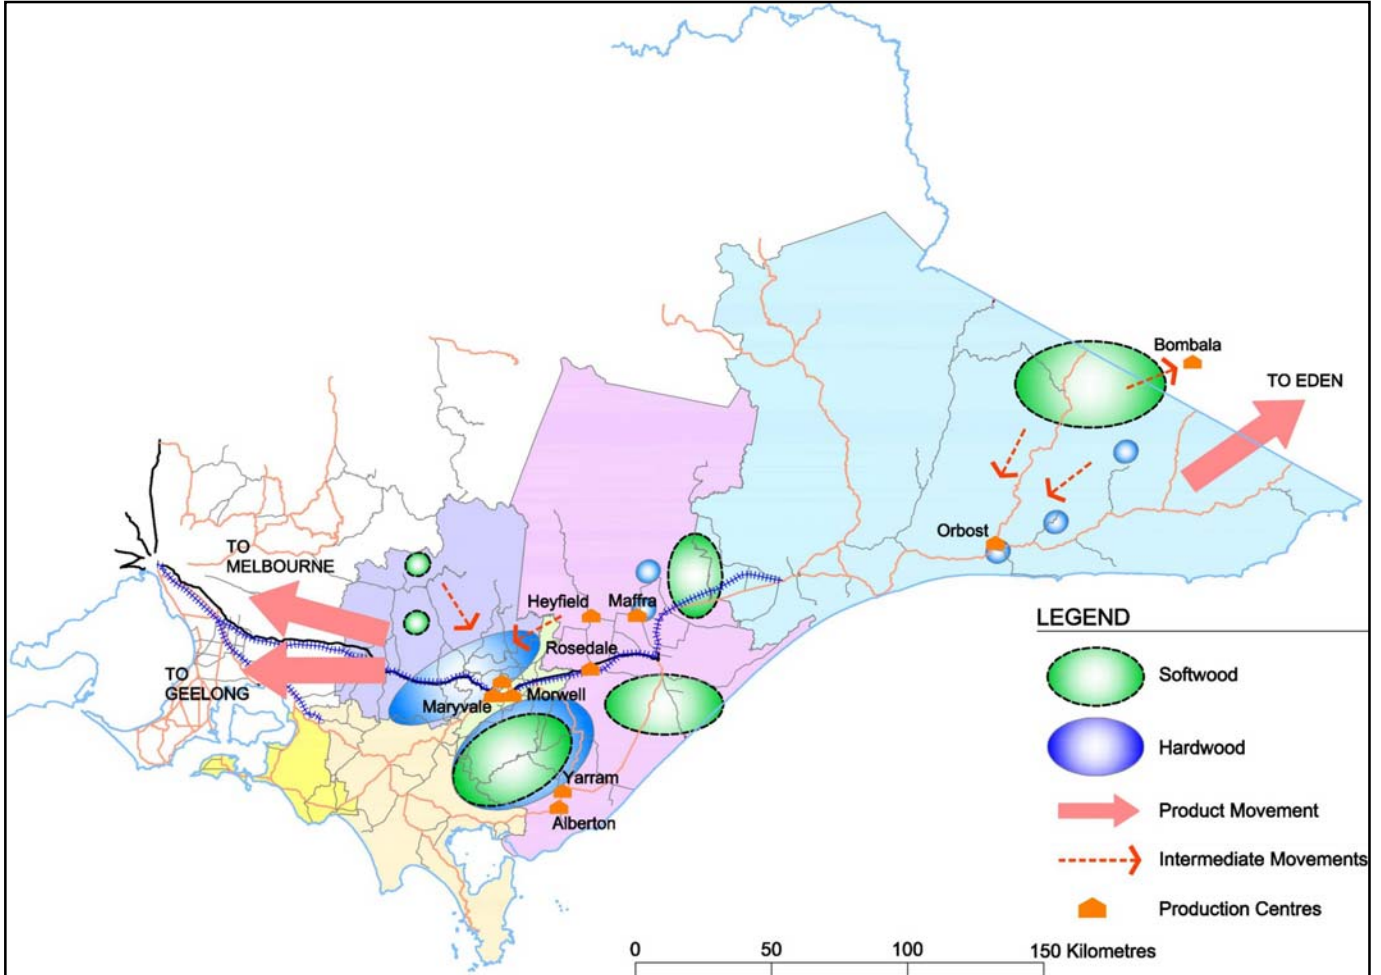 Bombala
TO EDEN
Orbost
TO
MELBOURNE
Heyfield
Maffra
Rosedale
TO
GEELONG
Morwell
Maryvale
Yarram
Alberton
LEGEND
Softwood
Hardwood
Product Movement
Intermediate Movements
Production Centres
0 50 100 150 Kilometres